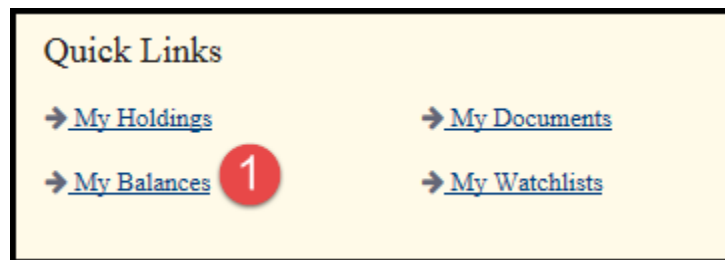 Quick Links
My Holdings
My Documents
My Balances 1
My Watchlists